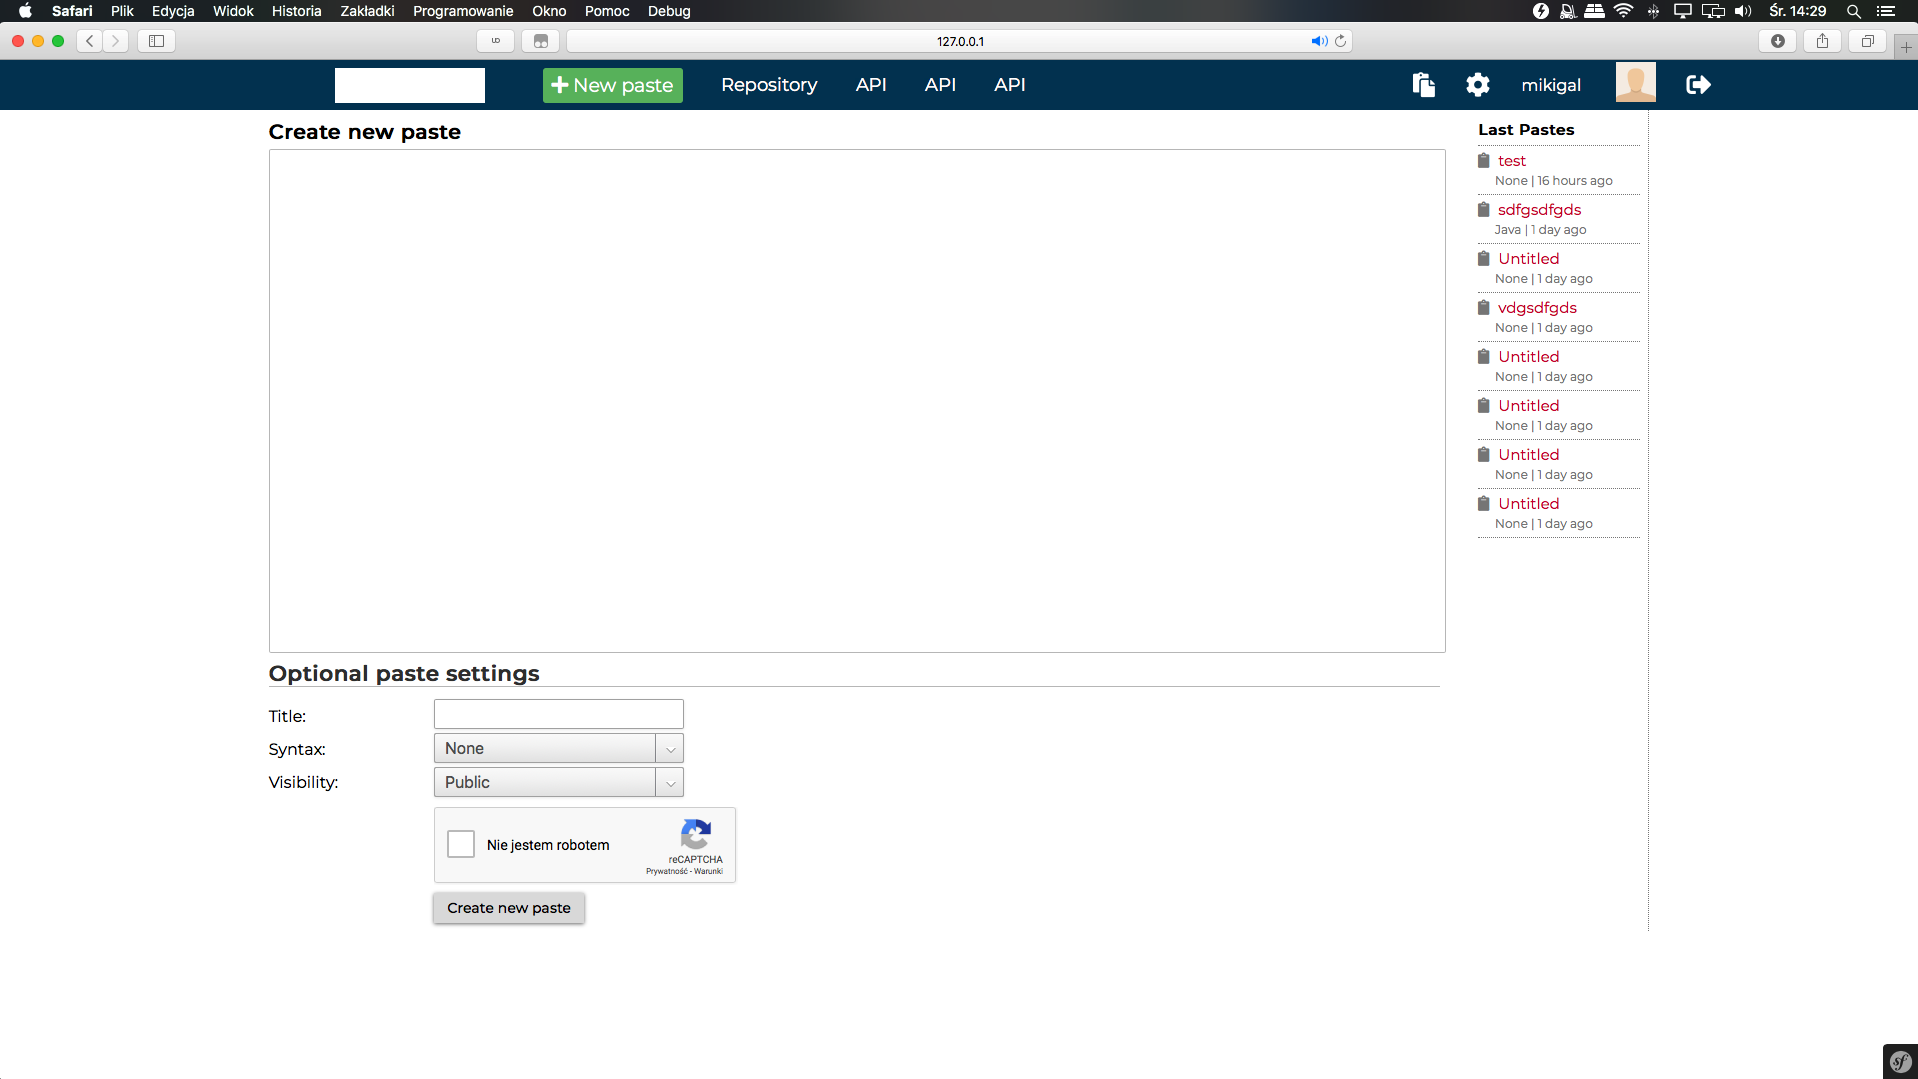 Safari Plik Edycja Widok Historia Zakładki Programowanie Okno Pomoc Debug Śr. 14:29
UD 127.0.0.1
New paste Repository API API API mikigal
Create new paste
Last Pastes
test
None | 16 hours ago
sdfgsdfgds
Java | 1 day ago
Untitled
None | 1 day ago
vdgsdfgds
None | 1 day ago
Untitled
None | 1 day ago
Untitled
None | 1 day ago
Untitled
None | 1 day ago
Untitled
None | 1 day ago
Optional paste settings
Title:
Syntax: None
Visibility: Public
Nie jestem robotem
reCAPTCHA
Prywatność - Warunki
Create new paste
sf